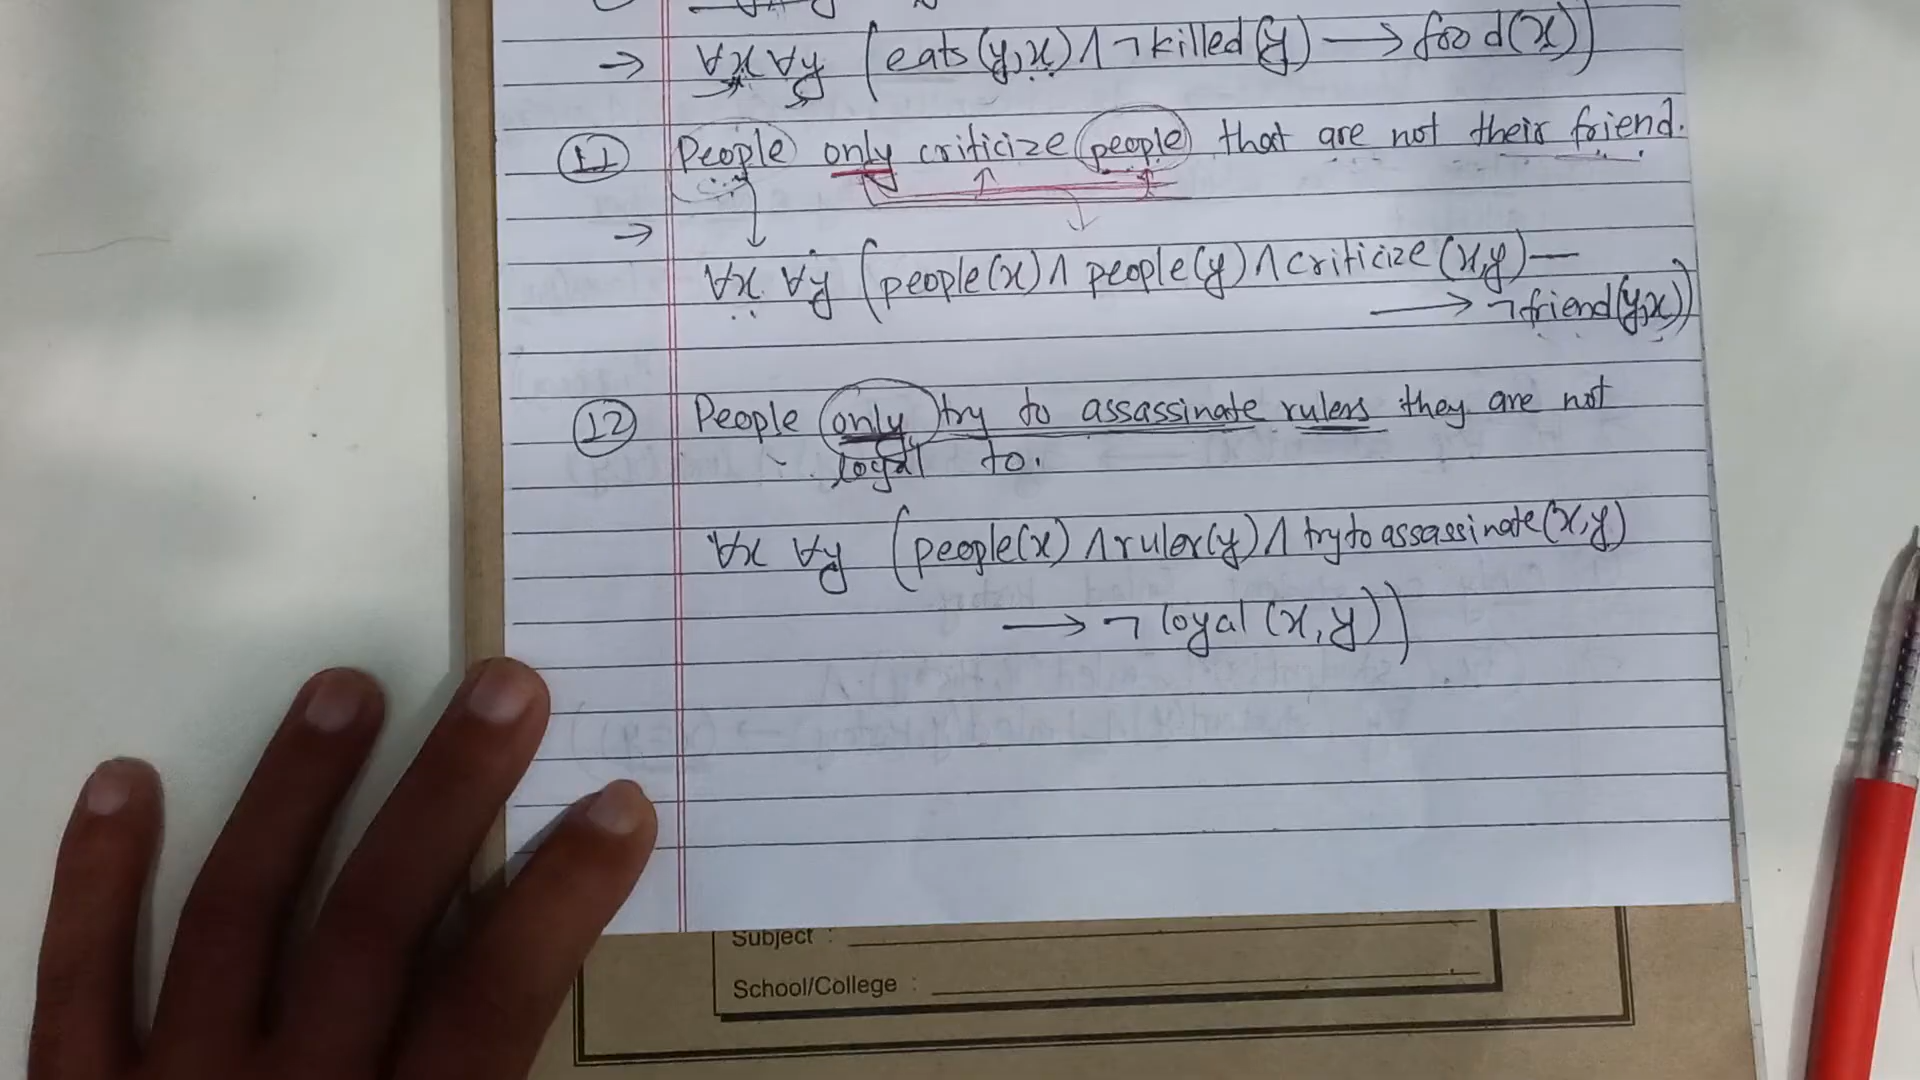 → ∀x ∀y (eats(y,x) ∧ ¬killed(y) ⟶ food(x))
11 People only criticize people that are not their friend.
→
∀x ∀y (people(x) ∧ people(y) ∧ criticize(x,y) —
⟶ ¬friend(y,x))
12 People only try to assassinate rulers they are not
loyal to.
∀x ∀y (people(x) ∧ ruler(y) ∧ trytoassassinate(x,y)
⟶ ¬loyal(x,y))
Subject :
School/College :